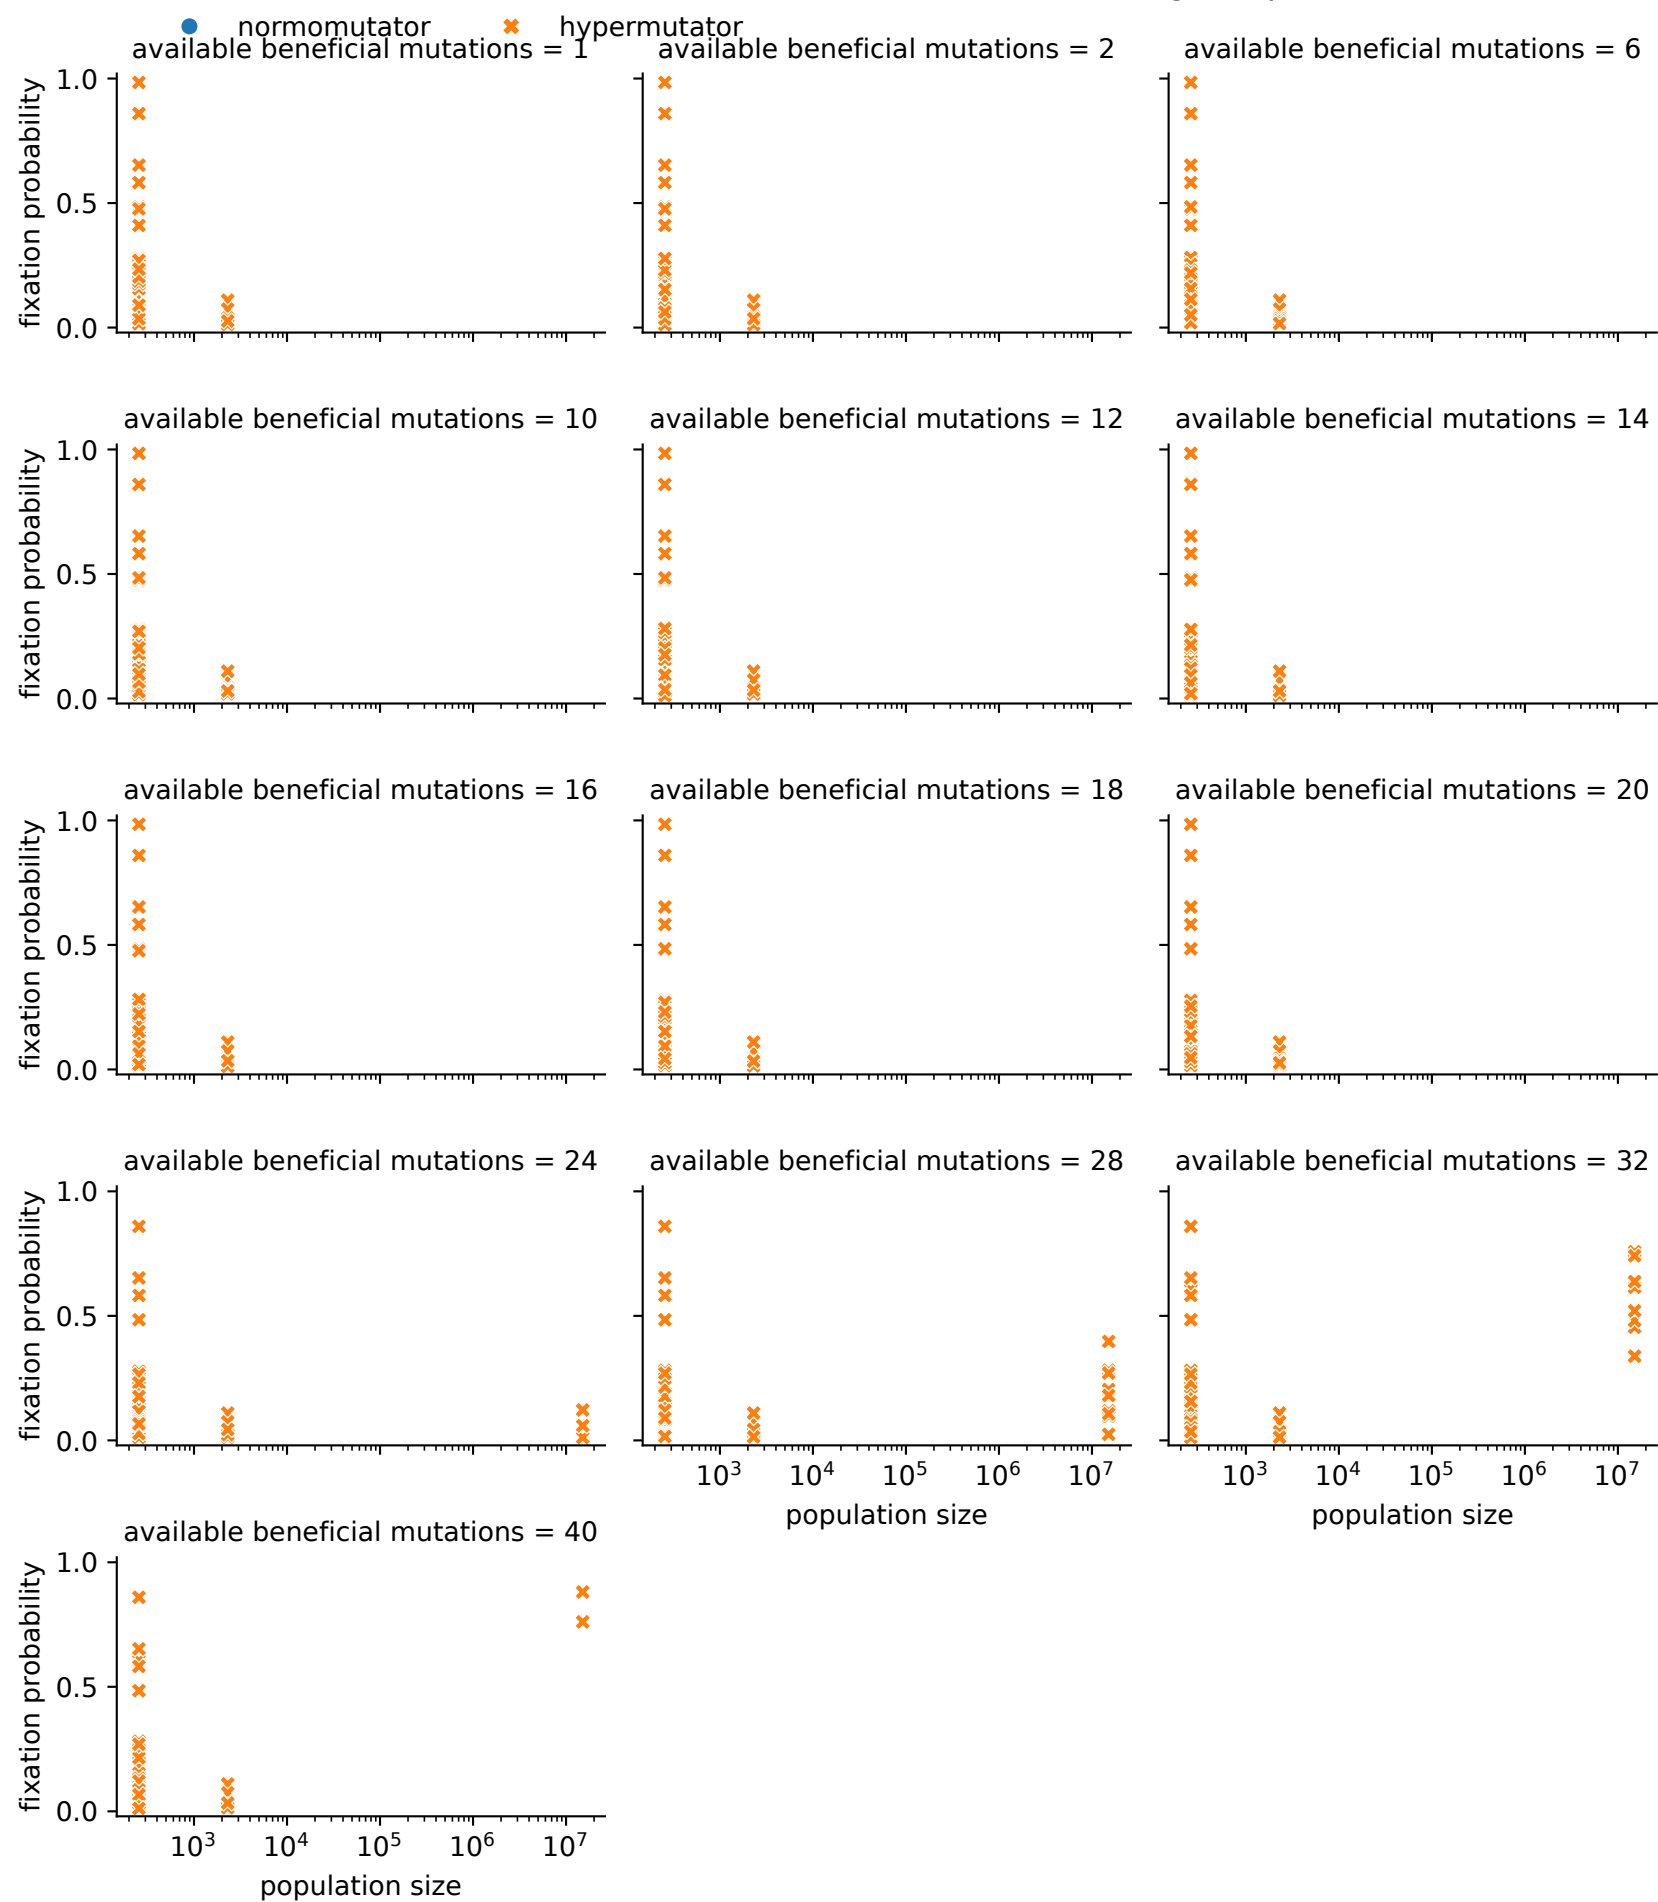 normomutator hypermutator
available beneficial mutations = 1 available beneficial mutations = 2 available beneficial mutations = 6
1.0
0.5
0.0
fixation probability
available beneficial mutations = 10 available beneficial mutations = 12 available beneficial mutations = 14
1.0
0.5
0.0
fixation probability
available beneficial mutations = 16 available beneficial mutations = 18 available beneficial mutations = 20
1.0
0.5
0.0
fixation probability
available beneficial mutations = 24 available beneficial mutations = 28 available beneficial mutations = 32
1.0
0.5
0.0
fixation probability
10³ 10⁴ 10⁵ 10⁶ 10⁷ 10³ 10⁴ 10⁵ 10⁶ 10⁷
population size population size
available beneficial mutations = 40
1.0
0.5
0.0
fixation probability
10³ 10⁴ 10⁵ 10⁶ 10⁷
population size